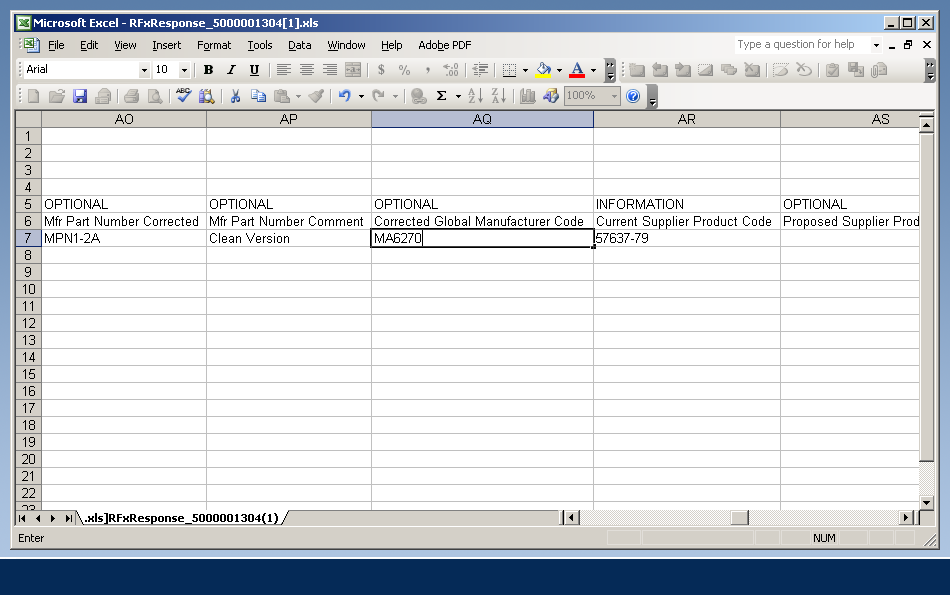 Microsoft Excel - RFxResponse_5000001304[1].xls
File Edit View Insert Format Tools Data Window Help Adobe PDF Type a question for help
Arial 10 B I U $ % ,
ABC Σ 100%
AO AP AQ AR AS
1
2
3
4
5 OPTIONAL OPTIONAL OPTIONAL INFORMATION OPTIONAL
6 Mfr Part Number Corrected Mfr Part Number Comment Corrected Global Manufacturer Code Current Supplier Product Code Proposed Supplier Prod
7 MPN1-2A Clean Version MA6270 57637-79
8
9
10
11
12
13
14
15
16
17
18
19
20
21
22
23
.xls]RFxResponse_5000001304(1)
Enter NUM